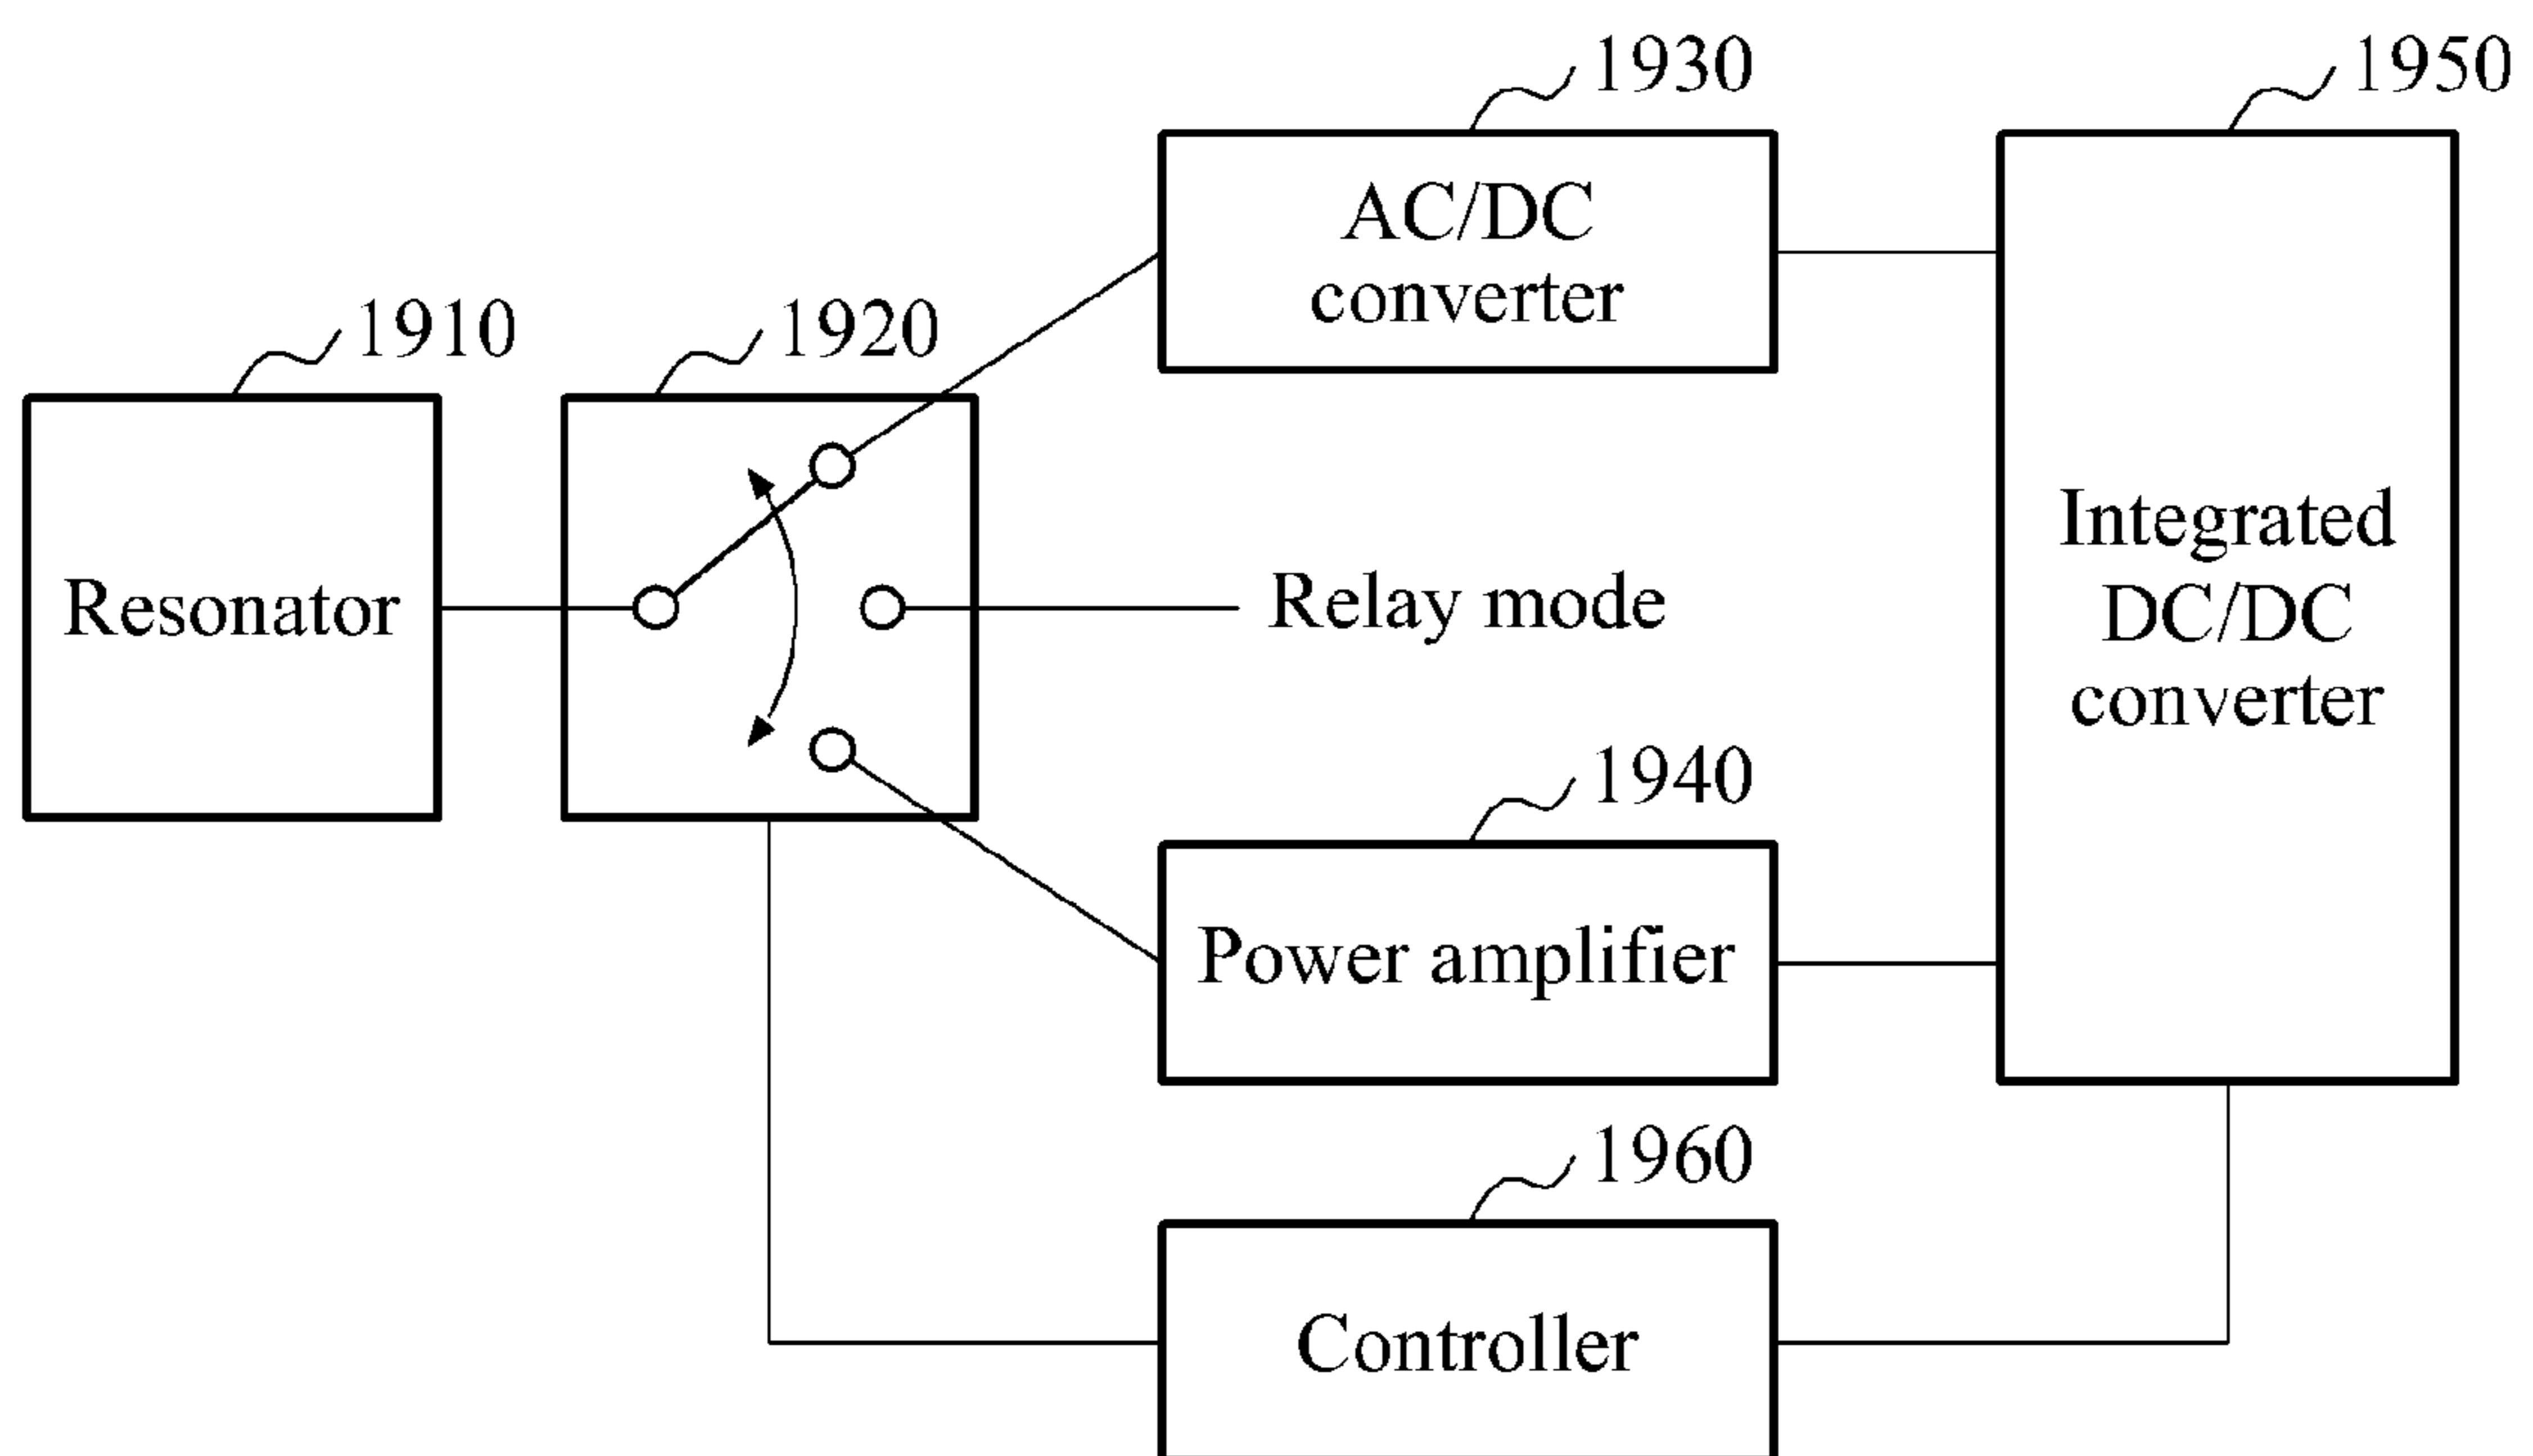 1930
1950
AC/DC
converter
1910
1920
Integrated
DC/DC
converter
Resonator
Relay mode
1940
Power amplifier
1960
Controller